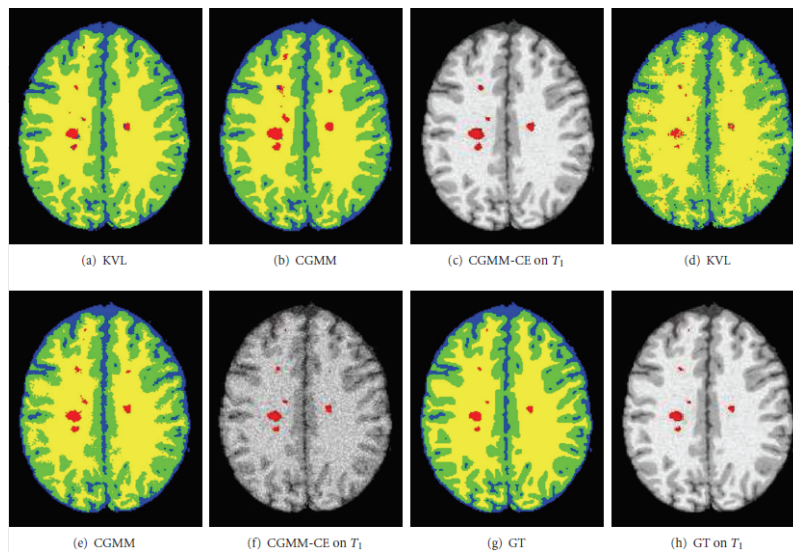 (a) KVL
(b) CGMM
(c) CGMM-CE on T1
(d) KVL
(e) CGMM
(f) CGMM-CE on T1
(g) GT
(h) GT on T1